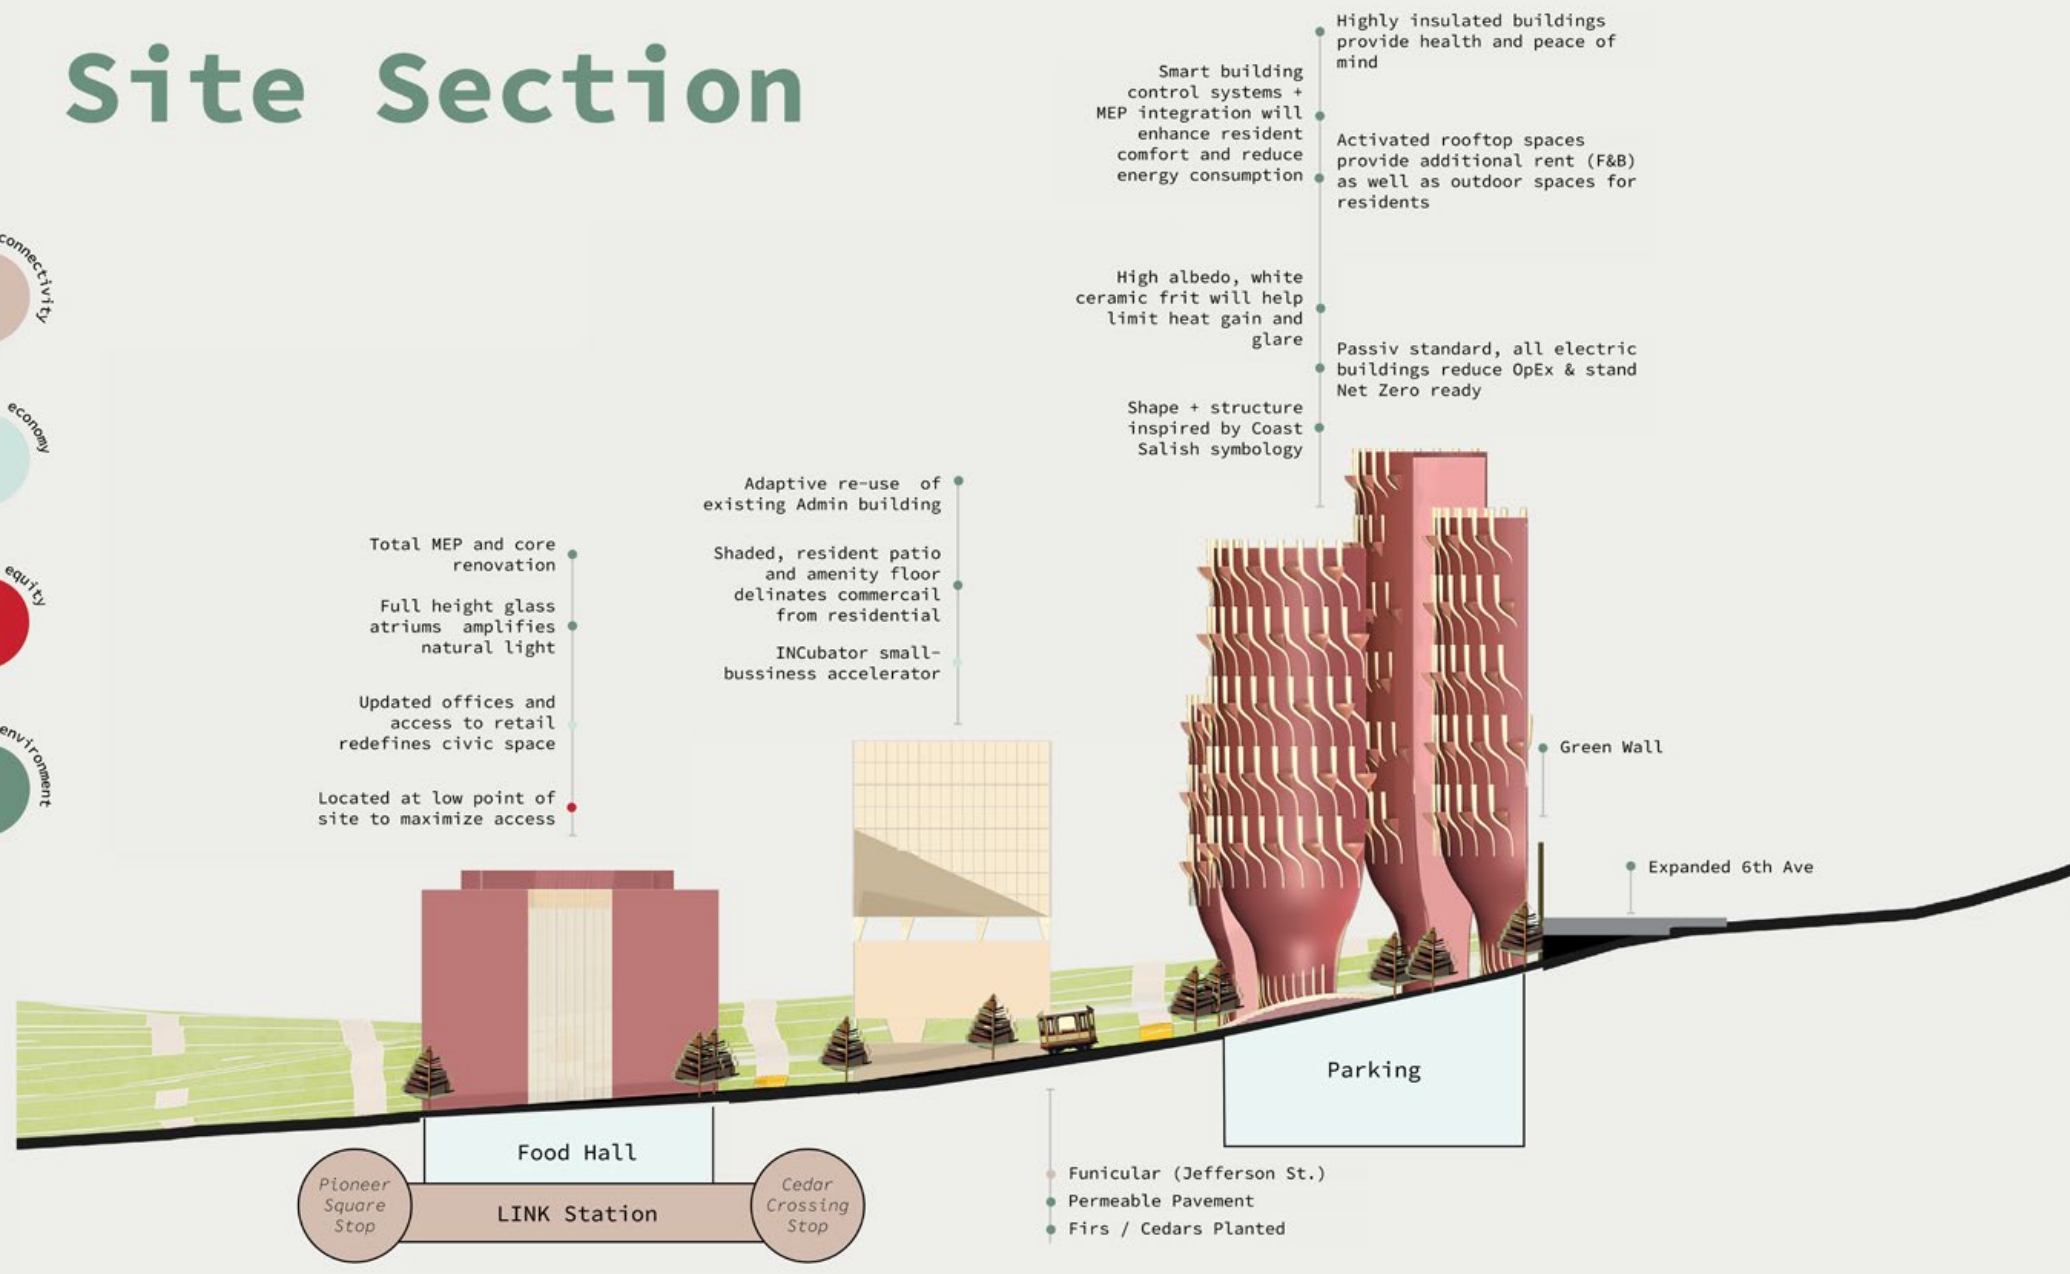 Site Section
connectivity
economy
equity
environment
Highly insulated buildings
provide health and peace of
mind
Smart building
control systems +
MEP integration will
enhance resident
comfort and reduce
energy consumption
Activated rooftop spaces
provide additional rent (F&B)
as well as outdoor spaces for
residents
High albedo, white
ceramic frit will help
limit heat gain and
glare
Passiv standard, all electric
buildings reduce OpEx & stand
Net Zero ready
Shape + structure
inspired by Coast
Salish symbology
Adaptive re-use of
existing Admin building
Shaded, resident patio
and amenity floor
delinates commercail
from residential
INCubator small-
bussiness accelerator
Total MEP and core
renovation
Full height glass
atriums amplifies
natural light
Updated offices and
access to retail
redefines civic space
Located at low point of
site to maximize access
Green Wall
Expanded 6th Ave
Parking
Food Hall
Pioneer
Square
Stop
LINK Station
Cedar
Crossing
Stop
Funicular (Jefferson St.)
Permeable Pavement
Firs / Cedars Planted